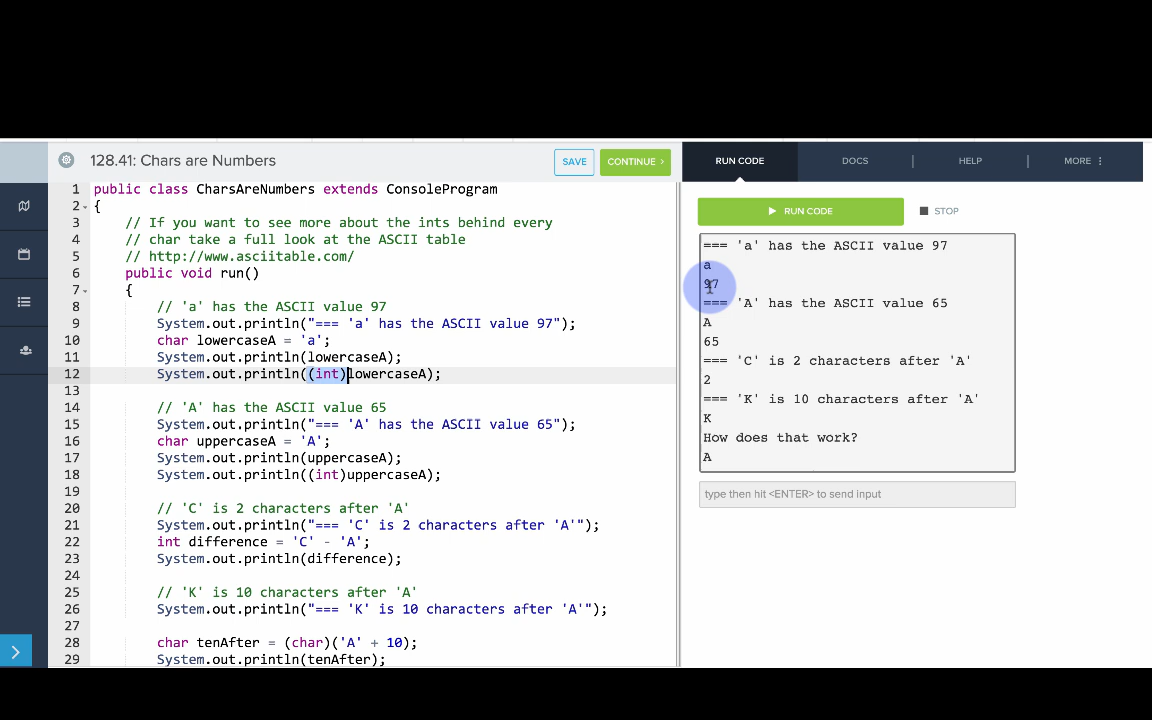 128.41: Chars are Numbers
SAVE
CONTINUE >
RUN CODE
DOCS
HELP
MORE
1 public class CharsAreNumbers extends ConsoleProgram
2 {
3 // If you want to see more about the ints behind every
4 // char take a full look at the ASCII table
5 // http://www.asciitable.com/
6 public void run()
7 {
8 // 'a' has the ASCII value 97
9 System.out.println("=== 'a' has the ASCII value 97");
10 char lowercaseA = 'a';
11 System.out.println(lowercaseA);
12 System.out.println((int)lowercaseA);
13
14 // 'A' has the ASCII value 65
15 System.out.println("=== 'A' has the ASCII value 65");
16 char uppercaseA = 'A';
17 System.out.println(uppercaseA);
18 System.out.println((int)uppercaseA);
19
20 // 'C' is 2 characters after 'A'
21 System.out.println("=== 'C' is 2 characters after 'A'");
22 int difference = 'C' - 'A';
23 System.out.println(difference);
24
25 // 'K' is 10 characters after 'A'
26 System.out.println("=== 'K' is 10 characters after 'A'");
27
28 char tenAfter = (char)('A' + 10);
29 System.out.println(tenAfter);
RUN CODE
STOP
=== 'a' has the ASCII value 97
a
97
=== 'A' has the ASCII value 65
A
65
=== 'C' is 2 characters after 'A'
2
=== 'K' is 10 characters after 'A'
K
How does that work?
A
type then hit <ENTER> to send input